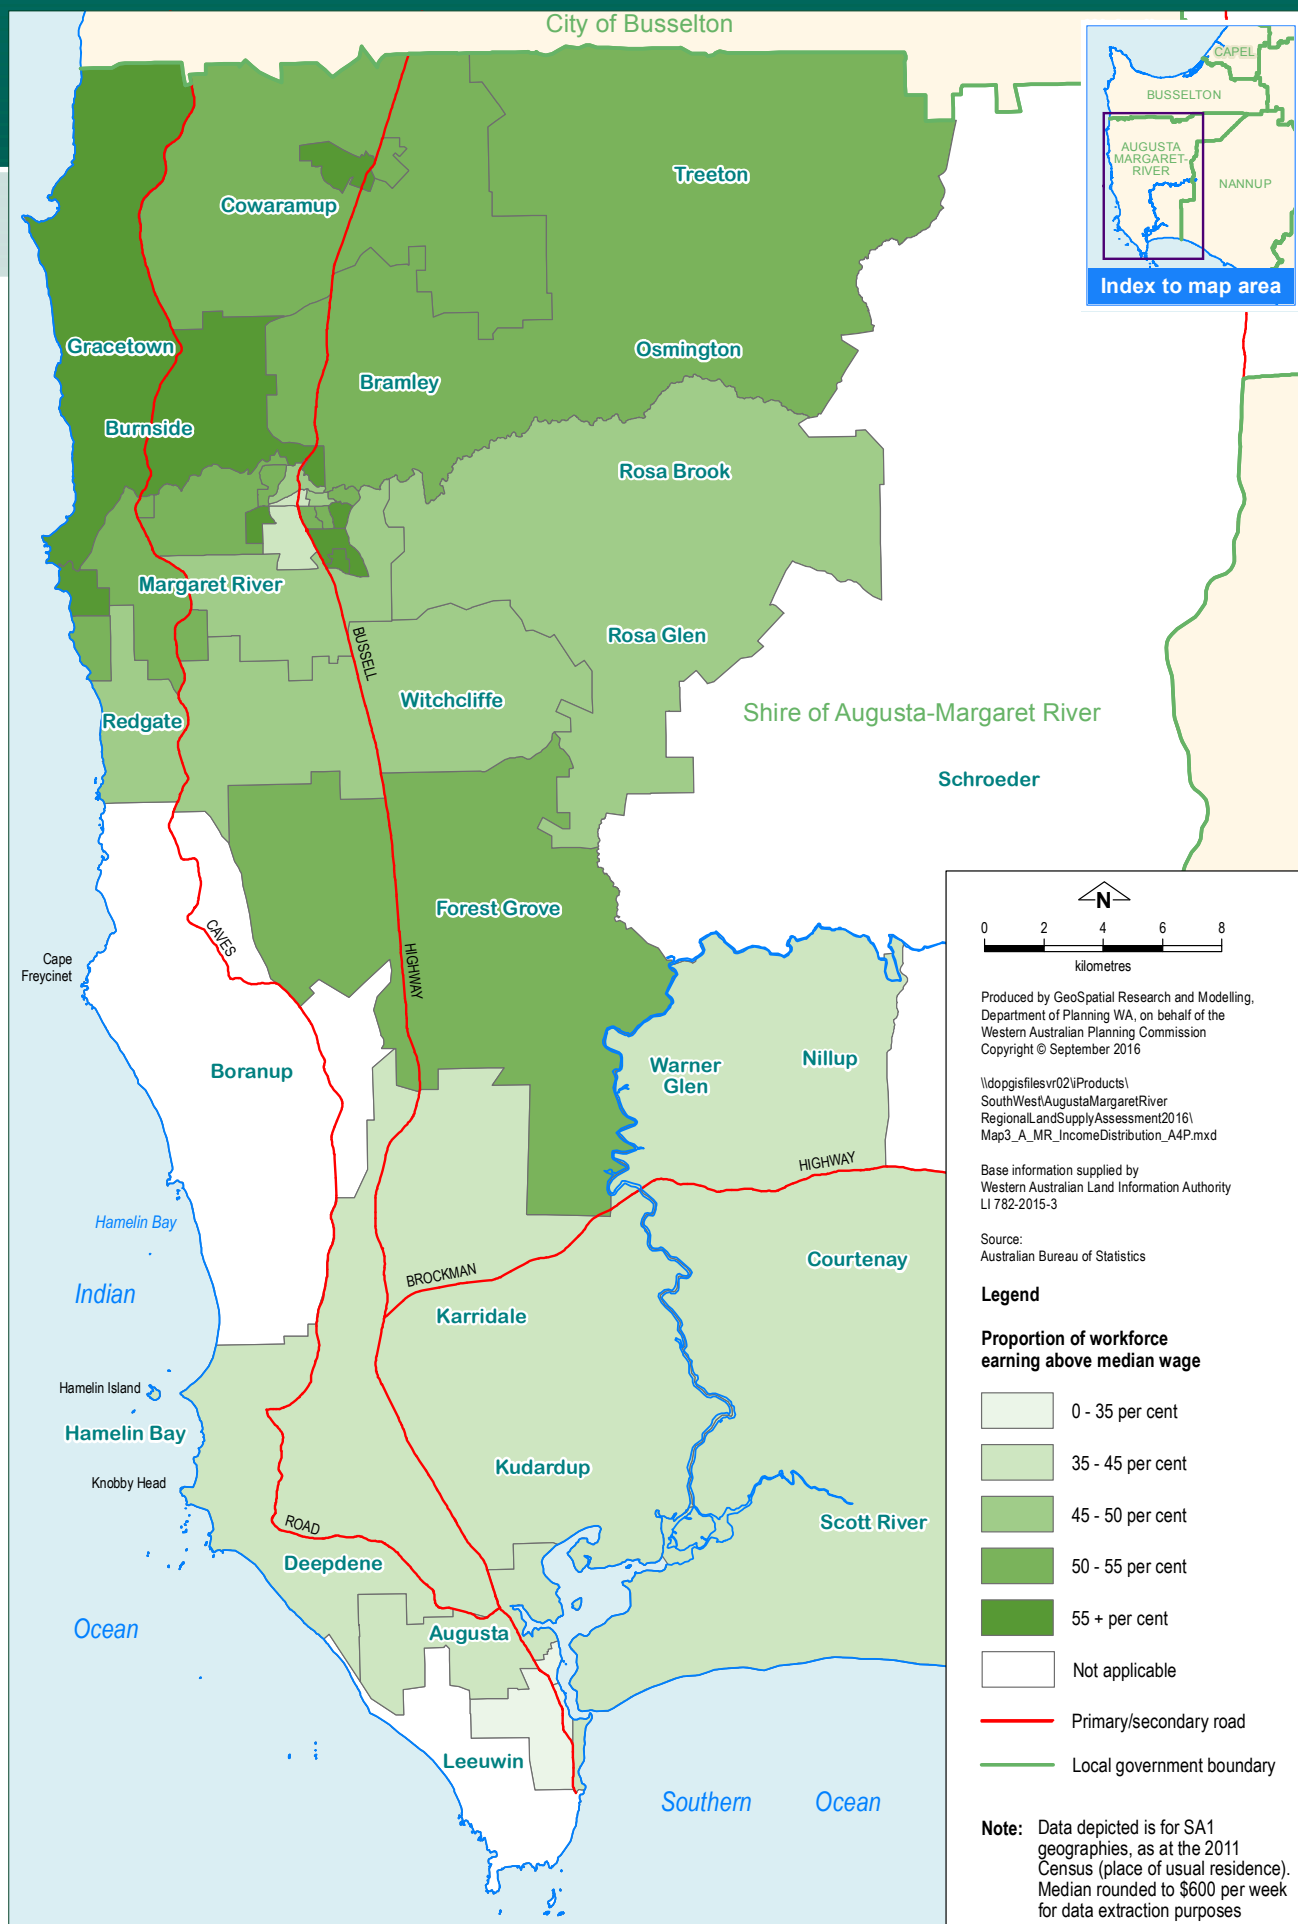 City of Busselton
CAPEL
BUSSELTON
AUGUSTA
MARGARET-
RIVER
NANNUP
Index to map area
Treeton
Cowaramup
Gracetown
Osmington
Bramley
Burnside
Rosa Brook
Margaret River
Rosa Glen
BUSSELL
Witchcliffe
Redgate
Shire of Augusta-Margaret River
Schroeder
Forest Grove
CAVES
HIGHWAY
Cape
Freycinet
Boranup
Warner
Glen
Nillup
HIGHWAY
Hamelin Bay
Courtenay
BROCKMAN
Indian
Karridale
Hamelin Island
Hamelin Bay
Kudardup
Knobby Head
ROAD
Scott River
Deepdene
Ocean
Augusta
Leeuwin
Southern Ocean
N
0 2 4 6 8
kilometres
Produced by GeoSpatial Research and Modelling,
Department of Planning WA, on behalf of the
Western Australian Planning Commission
Copyright © September 2016
\\dopgisfilesvr02\iProducts\
SouthWest\AugustaMargaretRiver
RegionalLandSupplyAssessment2016\
Map3_A_MR_IncomeDistribution_A4P.mxd
Base information supplied by
Western Australian Land Information Authority
LI 782-2015-3
Source:
Australian Bureau of Statistics
Legend
Proportion of workforce
earning above median wage
0 - 35 per cent
35 - 45 per cent
45 - 50 per cent
50 - 55 per cent
55 + per cent
Not applicable
Primary/secondary road
Local government boundary
Note: Data depicted is for SA1
geographies, as at the 2011
Census (place of usual residence).
Median rounded to $600 per week
for data extraction purposes